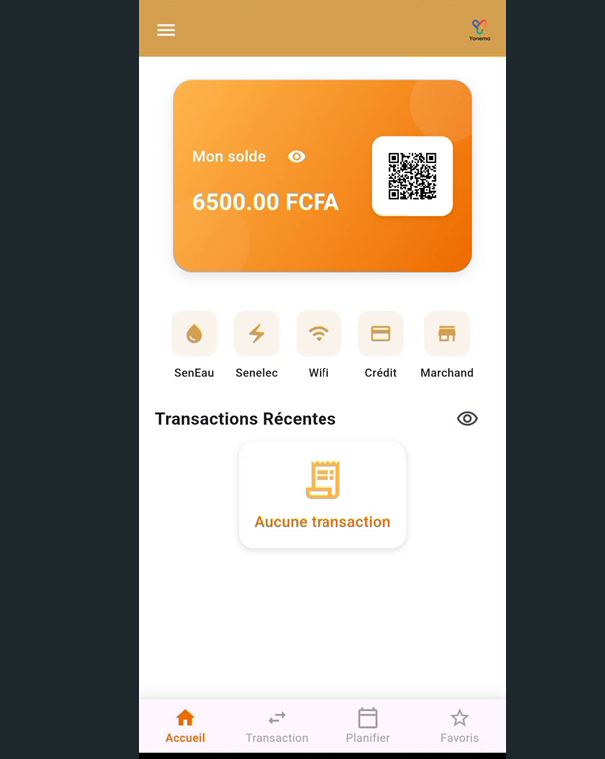 Yonema
Mon solde
6500.00 FCFA
SenEau
Senelec
Wifi
Crédit
Marchand
Transactions Récentes
Aucune transaction
Accueil
Transaction
Planifier
Favoris